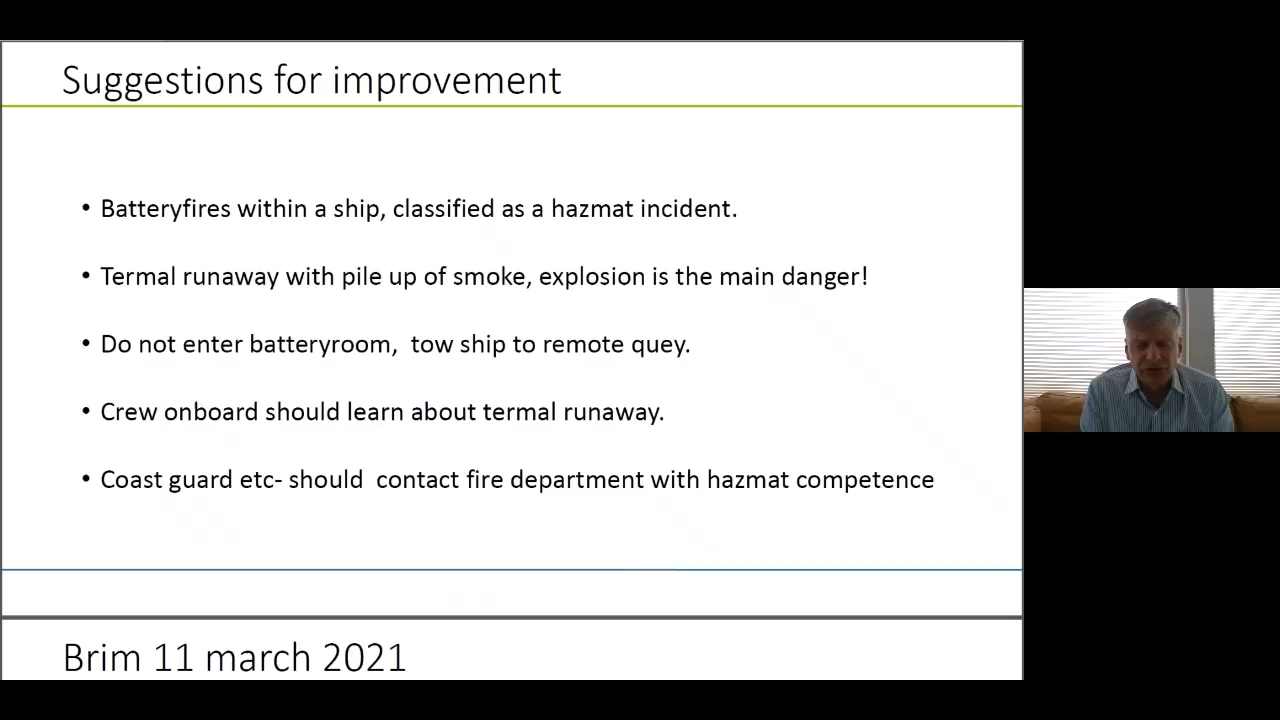 Suggestions for improvement
• Batteryfires within a ship, classified as a hazmat incident.
• Termal runaway with pile up of smoke, explosion is the main danger!
• Do not enter batteryroom,  tow ship to remote quey.
• Crew onboard should learn about termal runaway.
• Coast guard etc- should  contact fire department with hazmat competence
Brim 11 march 2021